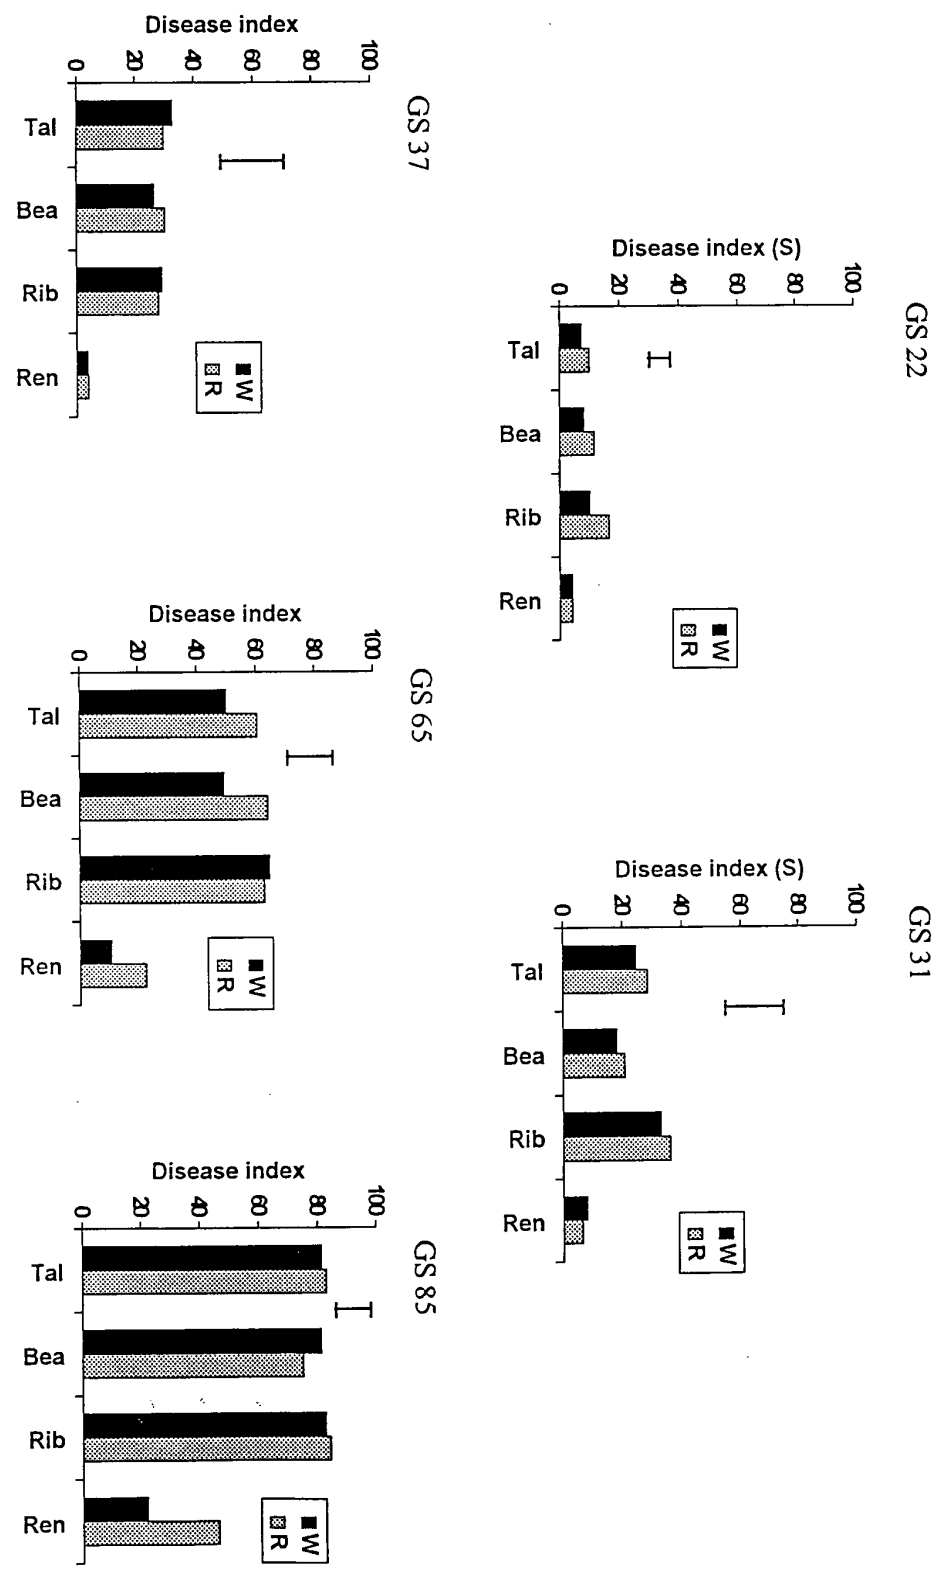 GS 22
Disease index (S)
0 20 40 60 80 100
Tal
Bea
Rib
Ren
W
R
GS 31
Disease index (S)
0 20 40 60 80 100
Tal
Bea
Rib
Ren
W
R
GS 37
Disease index
0 20 40 60 80 100
Tal
Bea
Rib
Ren
W
R
GS 65
Disease index
0 20 40 60 80 100
Tal
Bea
Rib
Ren
W
R
GS 85
Disease index
0 20 40 60 80 100
Tal
Bea
Rib
Ren
W
R